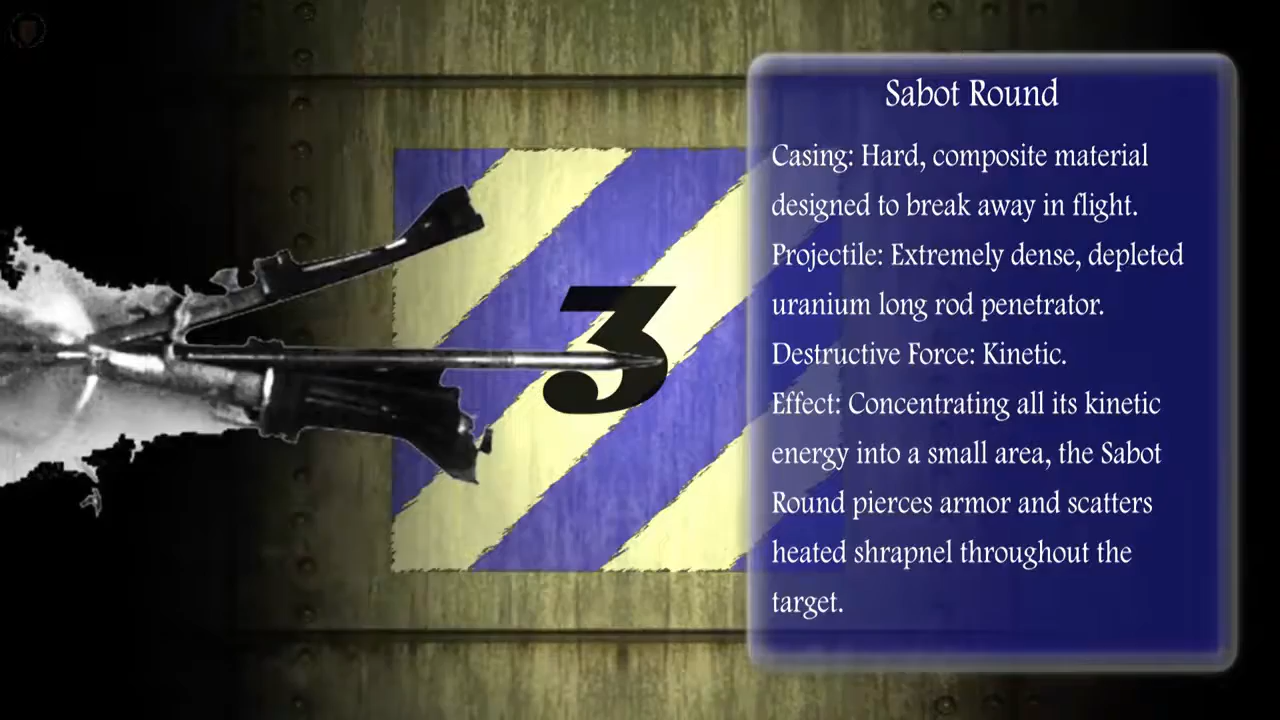 Sabot Round
Casing: Hard, composite material
designed to break away in flight.
Projectile: Extremely dense, depleted
uranium long rod penetrator.
Destructive Force: Kinetic.
Effect: Concentrating all its kinetic
energy into a small area, the Sabot
Round pierces armor and scatters
heated shrapnel throughout the
target.
3